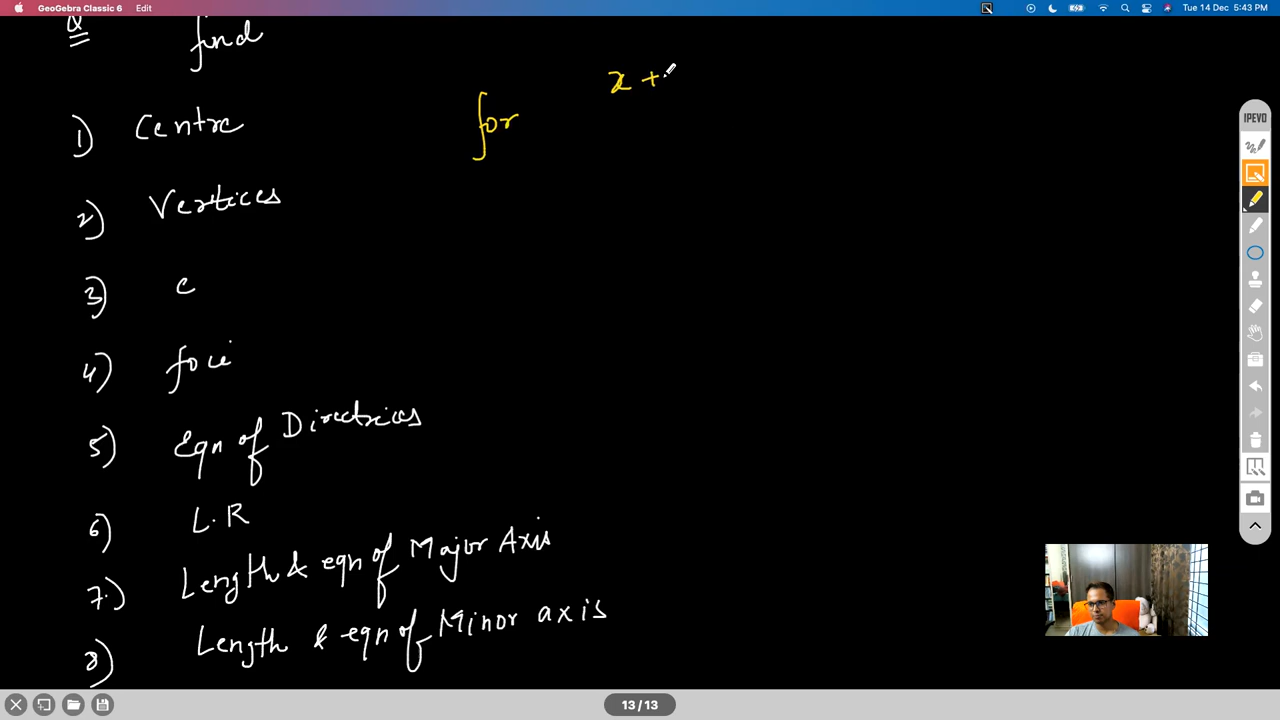 GeoGebra Classic 6 Edit Tue 14 Dec 5:43 PM
Q find
for x +
1) Centre
2) Vertices
3) e
4) foci
5) Eqn of Directrices
6) L.R
7.) Length & eqn of Major Axis
8) Length & eqn of Minor axis
IPEVO
13 / 13